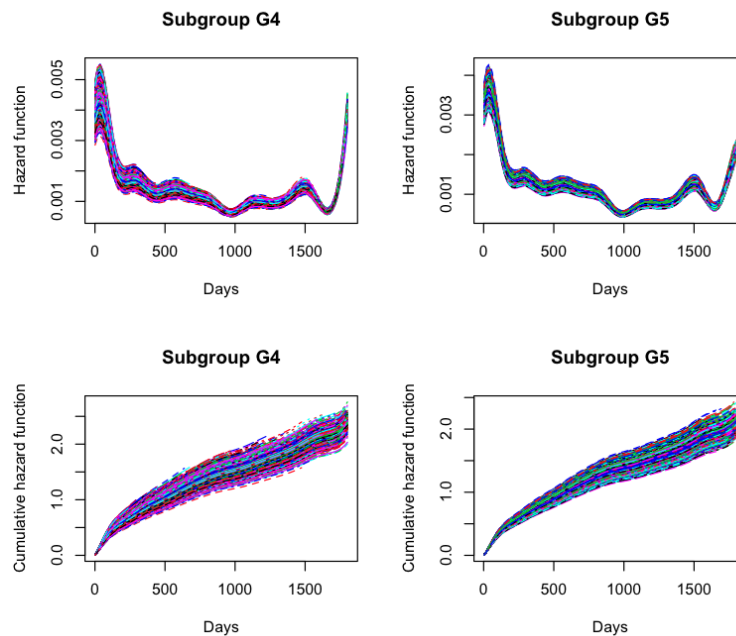 Subgroup G4
Hazard function
0.001 0.003 0.005
0 500 1000 1500
Days
Subgroup G5
Hazard function
0.001 0.003
0 500 1000 1500
Days
Subgroup G4
Cumulative hazard function
0.0 1.0 2.0
0 500 1000 1500
Days
Subgroup G5
Cumulative hazard function
0.0 1.0 2.0
0 500 1000 1500
Days